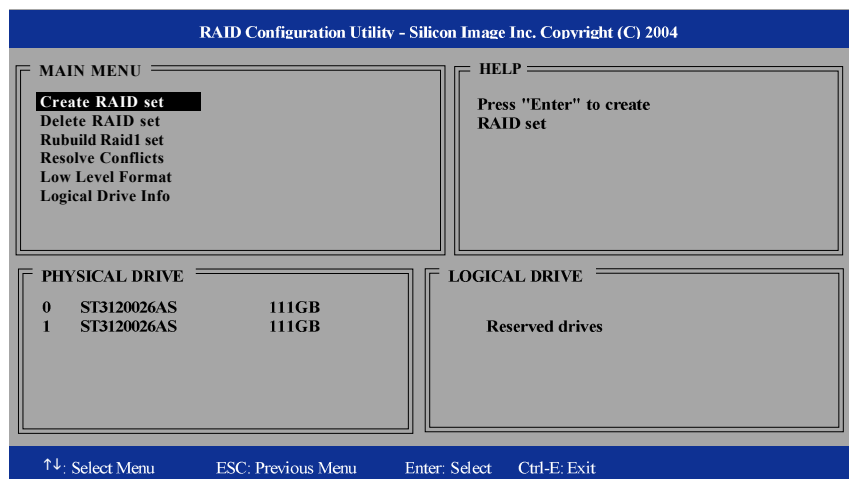 RAID Configuration Utility - Silicon Image Inc. Copyright (C) 2004
MAIN MENU
Create RAID set
Delete RAID set
Rubuild Raid1 set
Resolve Conflicts
Low Level Format
Logical Drive Info
HELP
Press "Enter" to create
RAID set
PHYSICAL DRIVE
0 ST3120026AS 111GB
1 ST3120026AS 111GB
LOGICAL DRIVE
Reserved drives
↑↓: Select Menu ESC: Previous Menu Enter: Select Ctrl-E: Exit